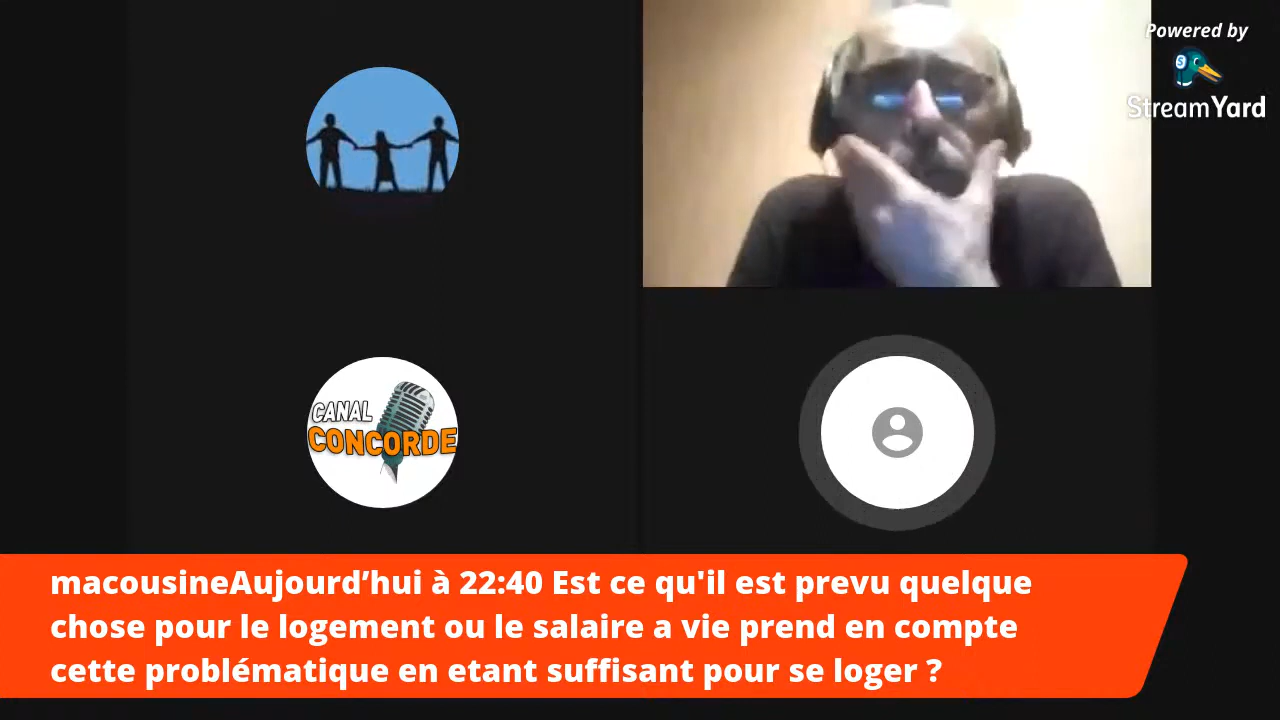 Powered by
StreamYard
CANAL
CONCORDE
macousineAujourd’hui à 22:40 Est ce qu'il est prevu quelque
chose pour le logement ou le salaire a vie prend en compte
cette problématique en etant suffisant pour se loger ?